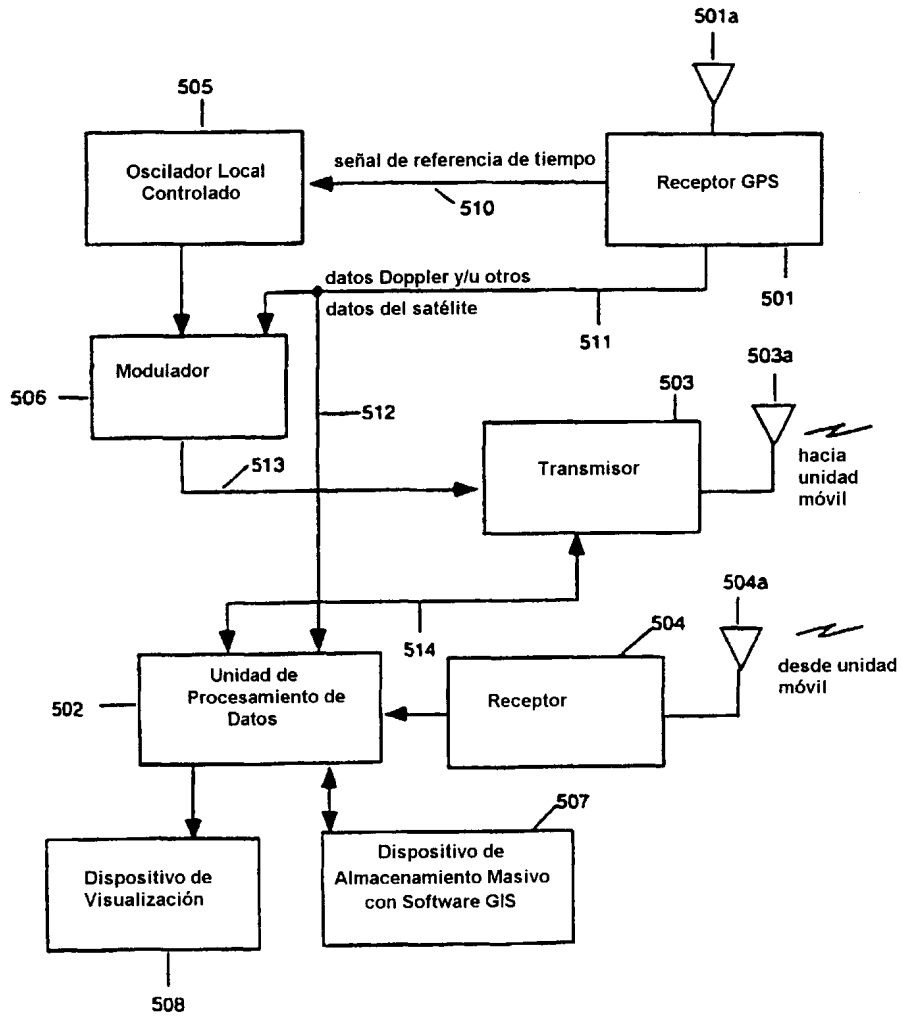 501a
505
Oscilador Local
Controlado
señal de referencia de tiempo
510
Receptor GPS
501
datos Doppler y/u otros
datos del satélite
511
Modulador
506
512
503a
503
Transmisor
hacia
unidad
móvil
513
504a
514
504
desde unidad
móvil
Unidad de
Procesamiento de
Datos
502
Receptor
507
Dispositivo de
Visualización
Dispositivo de
Almacenamiento Masivo
con Software GIS
508